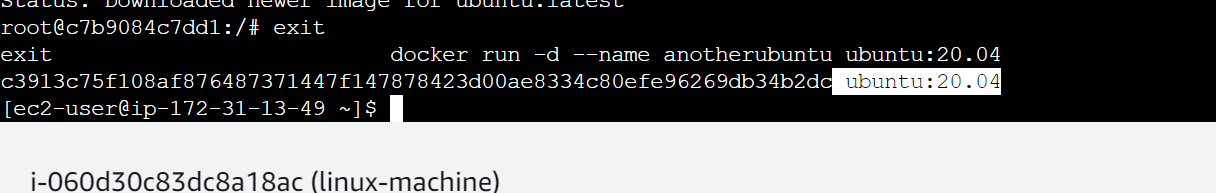 Status: Downloaded newer image for ubuntu:latest
root@c7b9084c7dd1:/# exit
exit docker run -d --name anotherubuntu ubuntu:20.04
c3913c75f108af876487371447f147878423d00ae8334c80efe96269db34b2dc ubuntu:20.04
[ec2-user@ip-172-31-13-49 ~]$
i-060d30c83dc8a18ac (linux-machine)